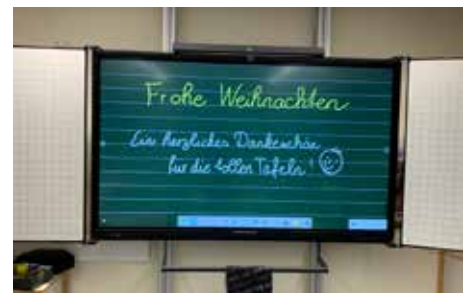 Frohe Weihnachten
Ein herzliches Dankeschön
für die tollen Tafeln!